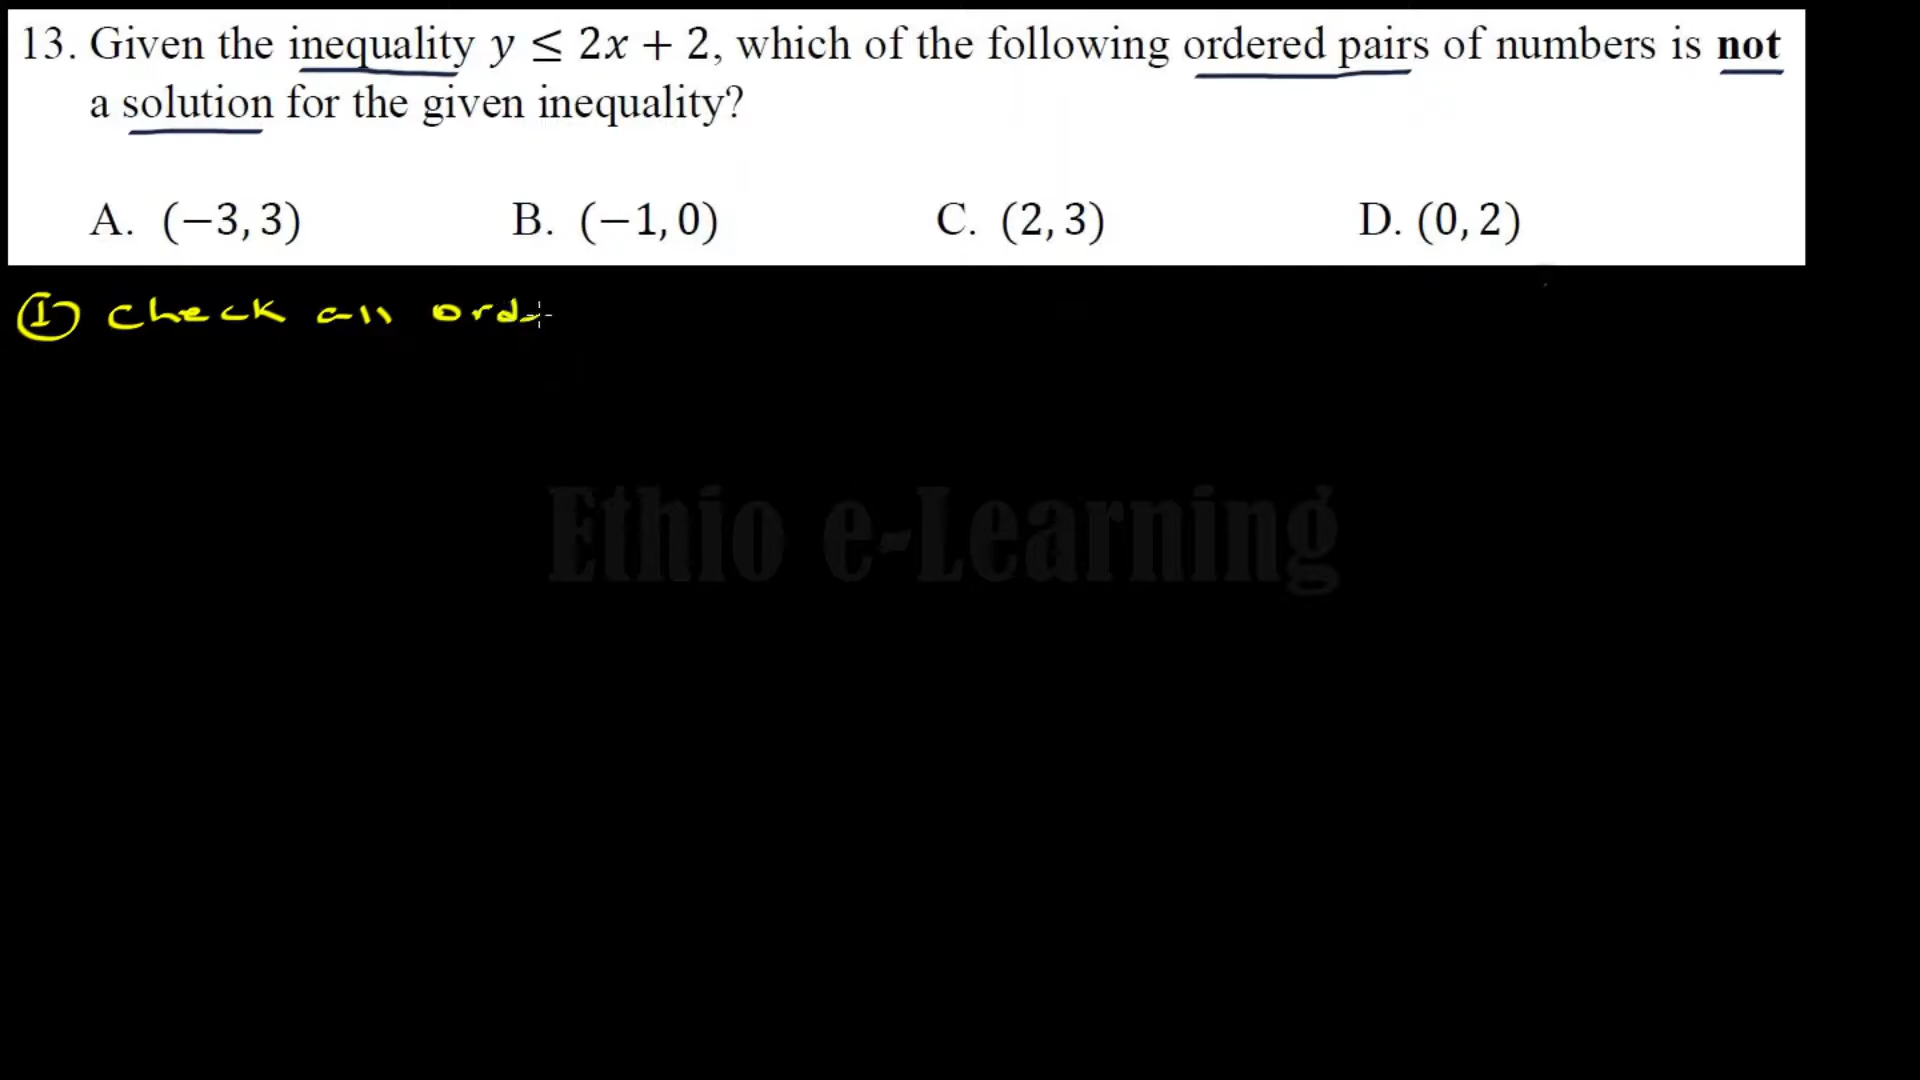 13. Given the inequality y ≤ 2x + 2, which of the following ordered pairs of numbers is not
a solution for the given inequality?
A. (−3, 3) B. (−1, 0) C. (2, 3) D. (0, 2)
① check all ord
Ethio e-Learning